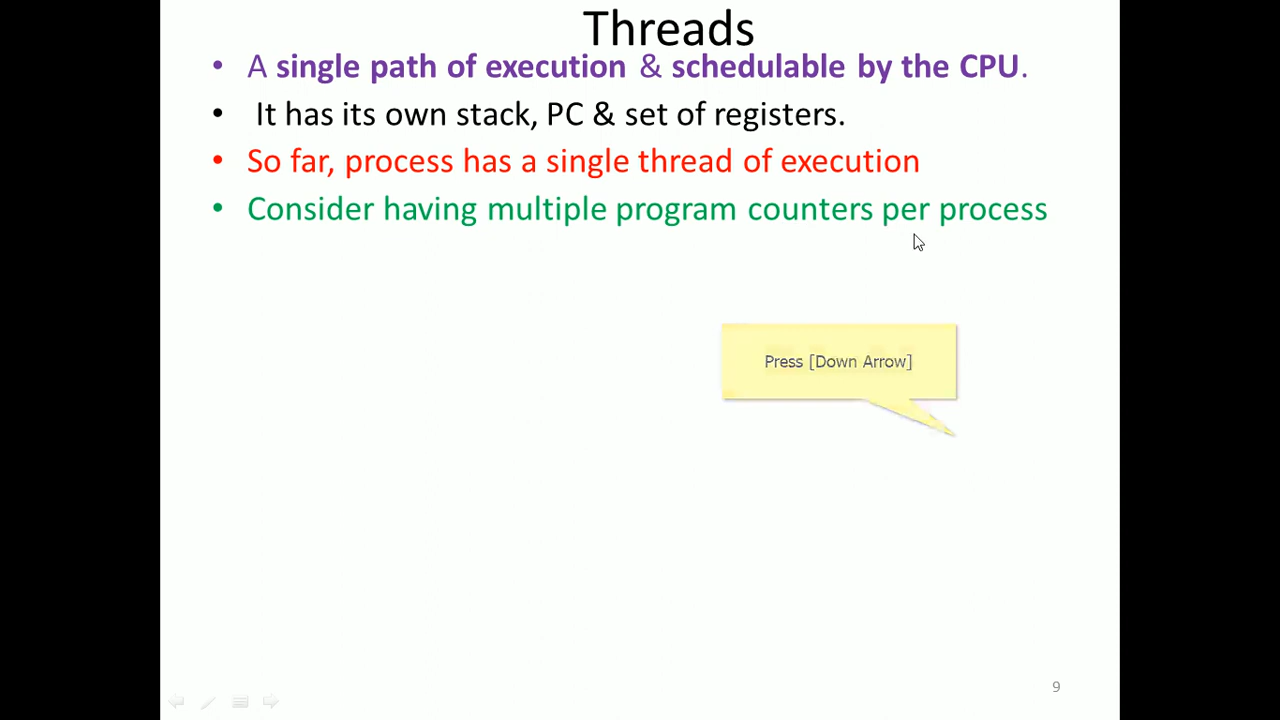 Threads
• A single path of execution & schedulable by the CPU.
• It has its own stack, PC & set of registers.
• So far, process has a single thread of execution
• Consider having multiple program counters per process
Press [Down Arrow]
9